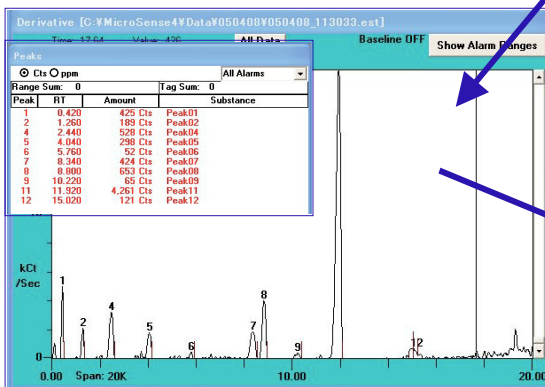 Derivative [C:¥MicroSense4¥Data¥050408¥050408_113033.est]
Time: 17.64 Value: 426 All Data Baseline OFF Show Alarm Ranges
Peaks
Cts ppm All Alarms
Range Sum: 0 Tag Sum: 0
Peak RT Amount Substance
1 0.420 425 Cts Peak01
2 1.260 189 Cts Peak02
4 2.440 528 Cts Peak04
5 4.040 298 Cts Peak05
6 5.760 52 Cts Peak06
7 8.340 424 Cts Peak07
8 8.800 653 Cts Peak08
9 10.220 65 Cts Peak09
11 11.920 4,261 Cts Peak11
12 15.020 121 Cts Peak12
kCt
/Sec
1
2
4
5
6
7
8
9
12
0
0.00 Span: 20K 10.00 20.00